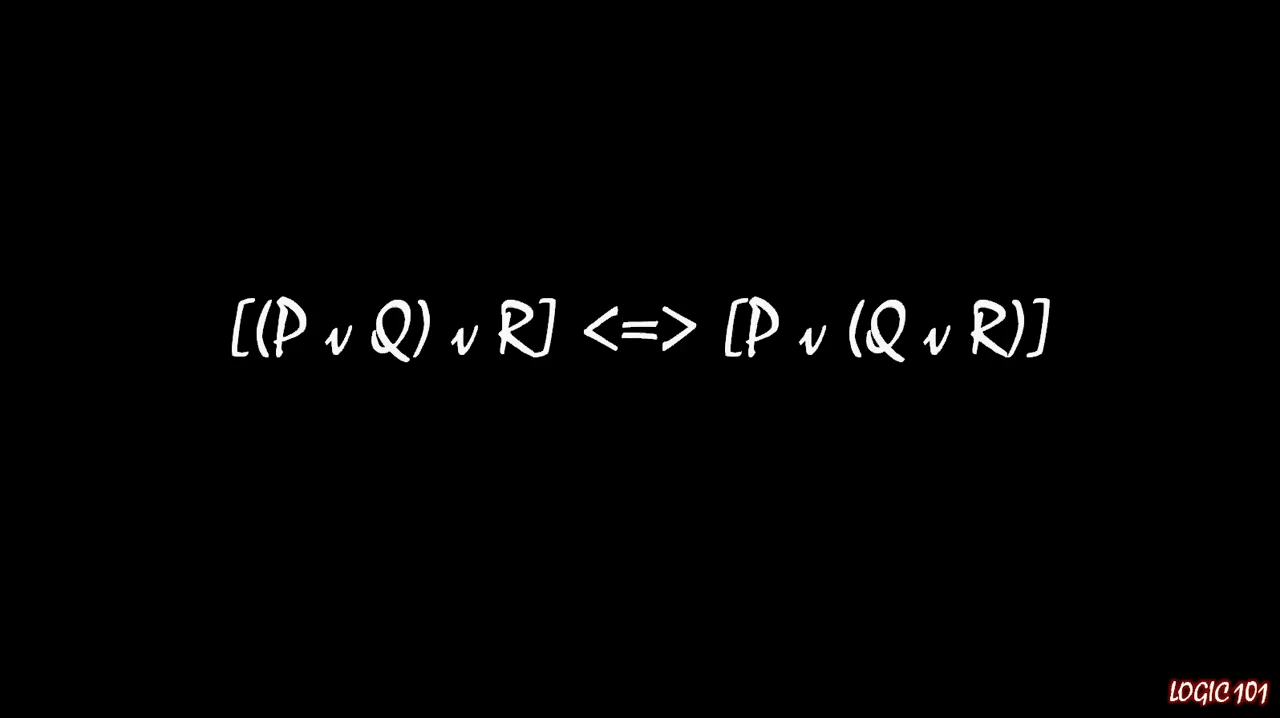 [(P v Q) v R] <=> [P v (Q v R)]
LOGIC 101